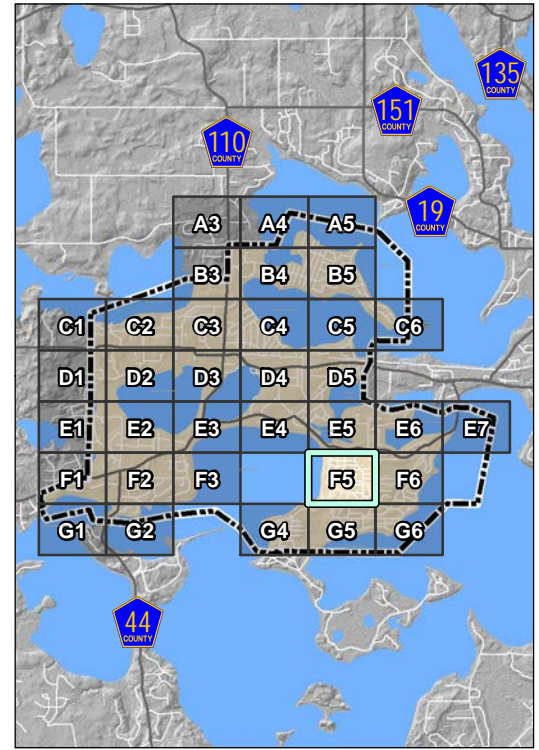 135
COUNTY
151
COUNTY
110
COUNTY
19
COUNTY
A3 A4 A5
B3 B4 B5
C1 C2 C3 C4 C5 C6
D1 D2 D3 D4 D5
E1 E2 E3 E4 E5 E6 E7
F1 F2 F3 F5 F6
G1 G2 G4 G5 G6
44
COUNTY